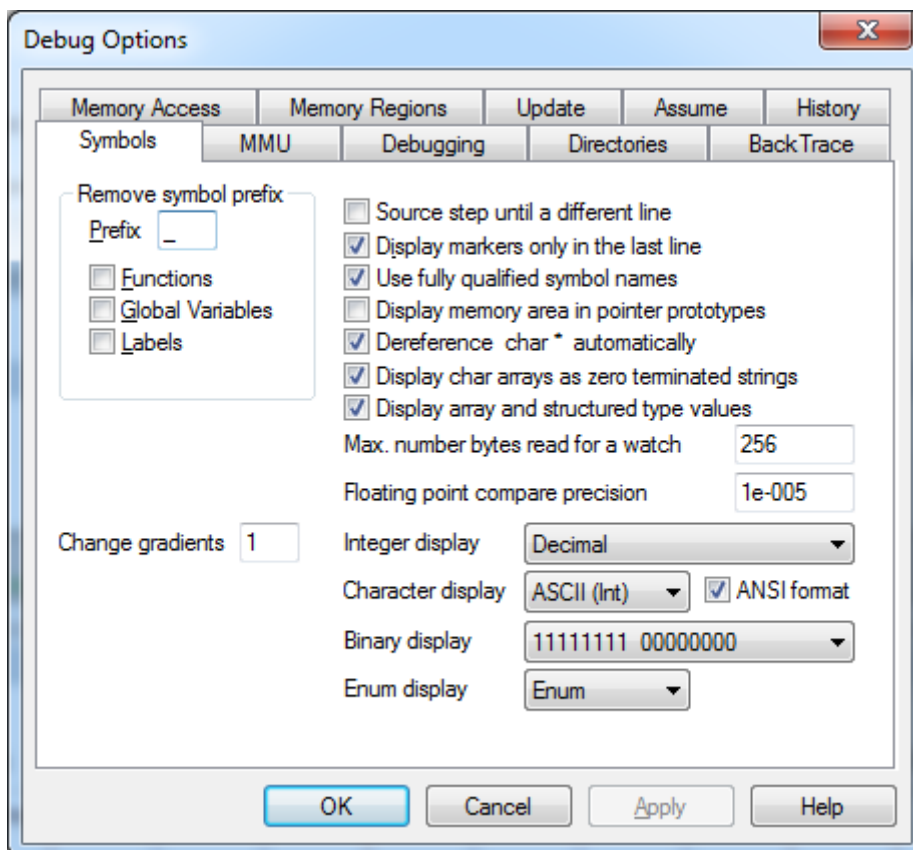 Debug Options
Memory Access Memory Regions Update Assume History
Symbols MMU Debugging Directories BackTrace
Remove symbol prefix
Prefix _
Functions
Global Variables
Labels
Source step until a different line
Display markers only in the last line
Use fully qualified symbol names
Display memory area in pointer prototypes
Dereference char * automatically
Display char arrays as zero terminated strings
Display array and structured type values
Max. number bytes read for a watch 256
Floating point compare precision 1e-005
Change gradients 1
Integer display Decimal
Character display ASCII (Int) ANSI format
Binary display 11111111 00000000
Enum display Enum
OK Cancel Apply Help